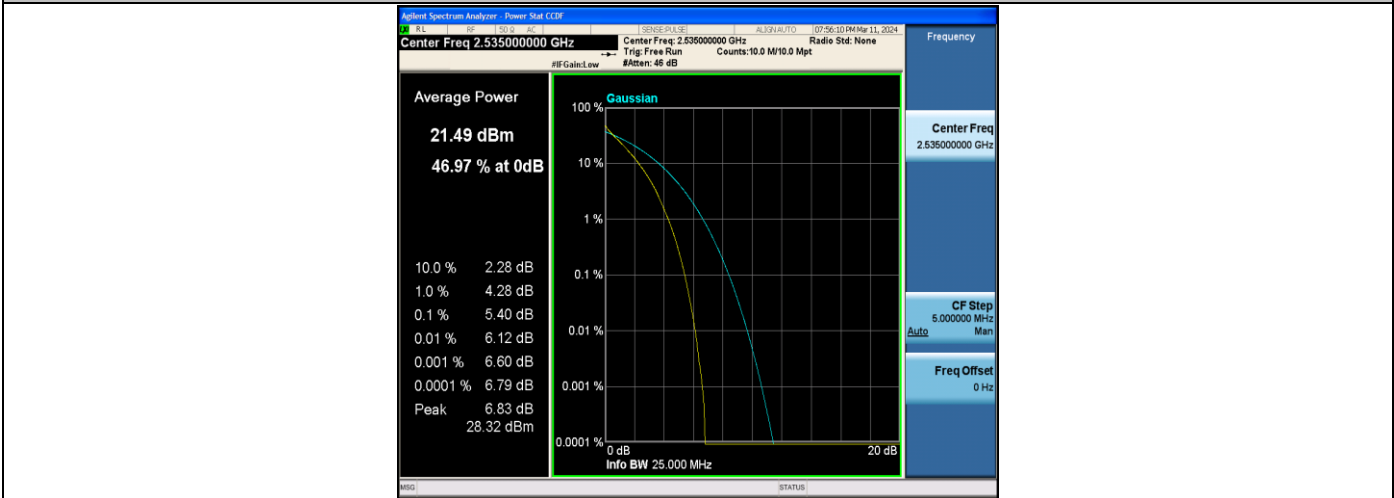 Agilent Spectrum Analyzer - Power Stat CCDF
RL RF 50 Ω AC SENSE:PULSE ALIGN AUTO 07:56:10 PM Mar 11, 2024
Center Freq 2.535000000 GHz
Center Freq: 2.535000000 GHz Radio Std: None
Trig: Free Run Counts:10.0 M/10.0 Mpt
#IFGain:Low #Atten: 46 dB
Average Power
21.49 dBm
46.97 % at 0dB
10.0 % 2.28 dB
1.0 % 4.28 dB
0.1 % 5.40 dB
0.01 % 6.12 dB
0.001 % 6.60 dB
0.0001 % 6.79 dB
Peak 6.83 dB
28.32 dBm
Gaussian
100 %
10 %
1 %
0.1 %
0.01 %
0.001 %
0.0001 %
0 dB 20 dB
Info BW 25.000 MHz
Frequency
Center Freq
2.535000000 GHz
CF Step
5.000000 MHz
Auto Man
Freq Offset
0 Hz
MSG STATUS